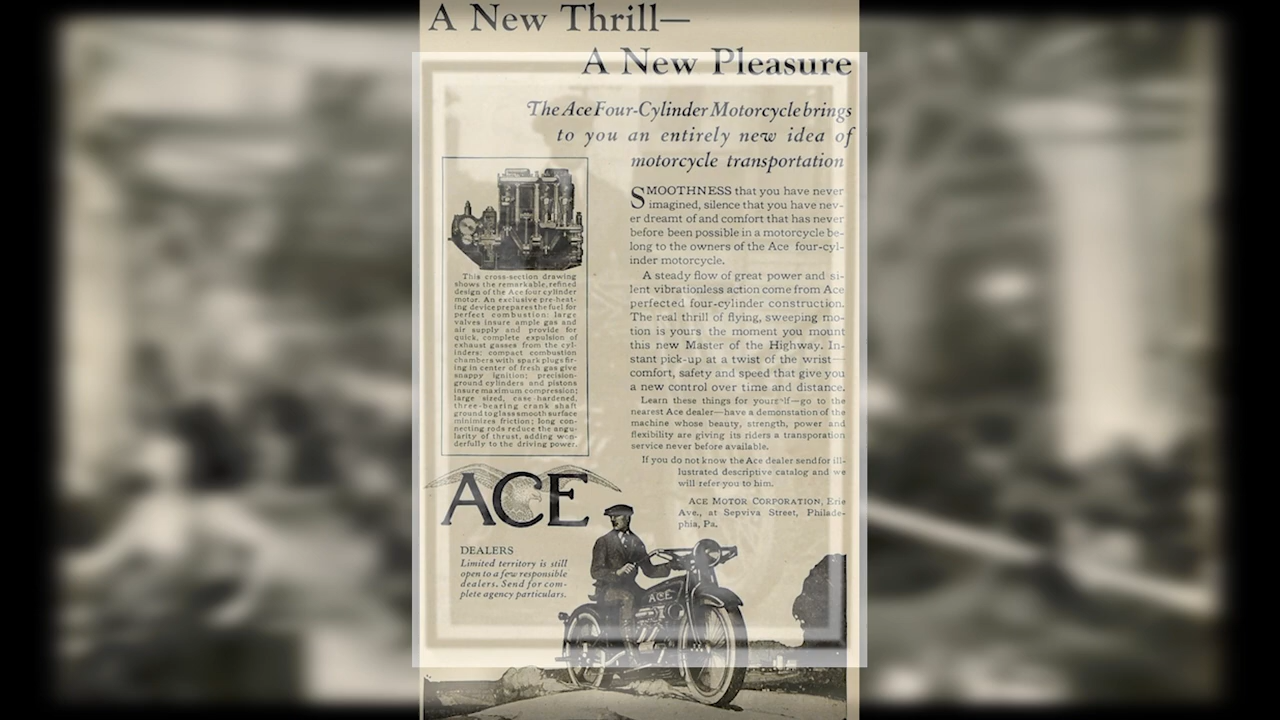 A New Thrill—
A New Pleasure
The Ace Four-Cylinder Motorcycle brings
to you an entirely new idea of
motorcycle transportation
This cross-section drawing
shows the remarkable, refined
design of the Ace four cylinder
motor. An exclusive pre-heat-
ing device prepares the fuel for
perfect combustion; large
valves insure ample gas and
air supply and provide for
quick, complete expulsion of
exhaust gasses from the cyl-
inders; compact combustion
chambers with spark plugs fir-
ing in center of fresh gas give
snappy ignition; precision-
ground cylinders and pistons
insure maximum compression;
large sized, case-hardened,
three-bearing crank shaft
ground to glass smooth surface
minimizes friction; long con-
necting rods reduce the angu-
larity of thrust, adding won-
derfully to the driving power.
SMOOTHNESS that you have never
imagined, silence that you have nev-
er dreamt of and comfort that has never
before been possible in a motorcycle be-
long to the owners of the Ace four-cyl-
inder motorcycle.
A steady flow of great power and si-
lent vibrationless action come from Ace
perfected four-cylinder construction.
The real thrill of flying, sweeping mo-
tion is yours the moment you mount
this new Master of the Highway. In-
stant pick-up at a twist of the wrist—
comfort, safety and speed that give you
a new control over time and distance.
Learn these things for yourself—go to the
nearest Ace dealer—have a demonstation of the
machine whose beauty, strength, power and
flexibility are giving its riders a transporation
service never before available.
If you do not know the Ace dealer send for ill-
lustrated descriptive catalog and we
will refer you to him.
ACE MOTOR CORPORATION, Erie
Ave., at Sepviva Street, Philade-
phia, Pa.
ACE
DEALERS
Limited territory is still
open to a few responsible
dealers. Send for com-
plete agency particulars.
ACE